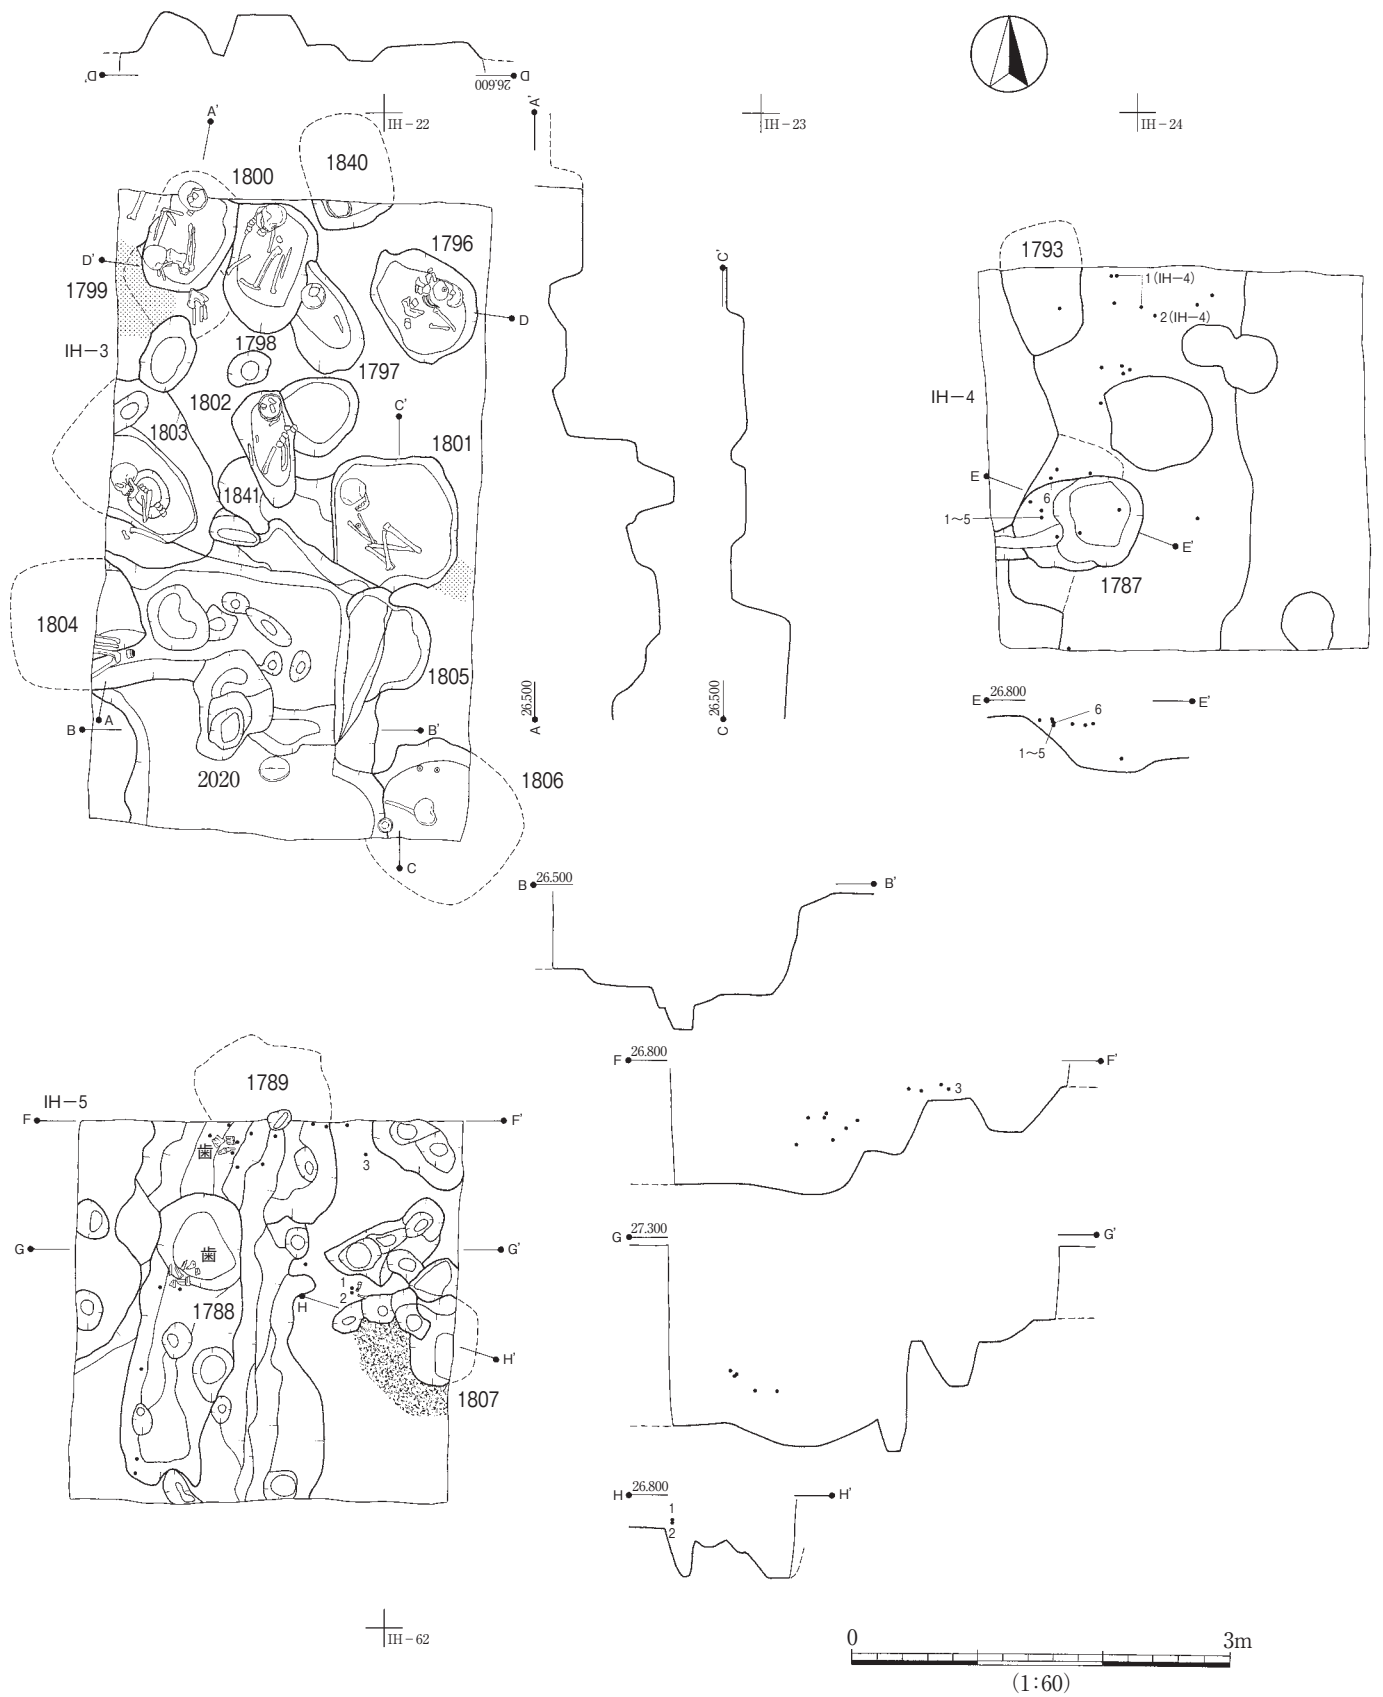 D'
26.600
D
A'
IH-22
A'
IH-23
IH-24
1840
1800
1796
C'
1793
1(IH-4)
D'
1799
D
2(IH-4)
1798
IH-3
1797
1802
C'
IH-4
1803
1801
E
1841
6
1~5
E'
1787
1804
1805
26.500
A
26.500
C
E
26.800
E'
A
B
B'
6
1~5
2020
1806
C
B
26.500
B'
F
26.800
F'
1789
3
IH-5
F
F'
歯
3
G
27.300
G'
G
歯
G'
1
2
H
1788
H'
1807
H
26.800
H'
1
2
IH-62
0
3m
(1:60)